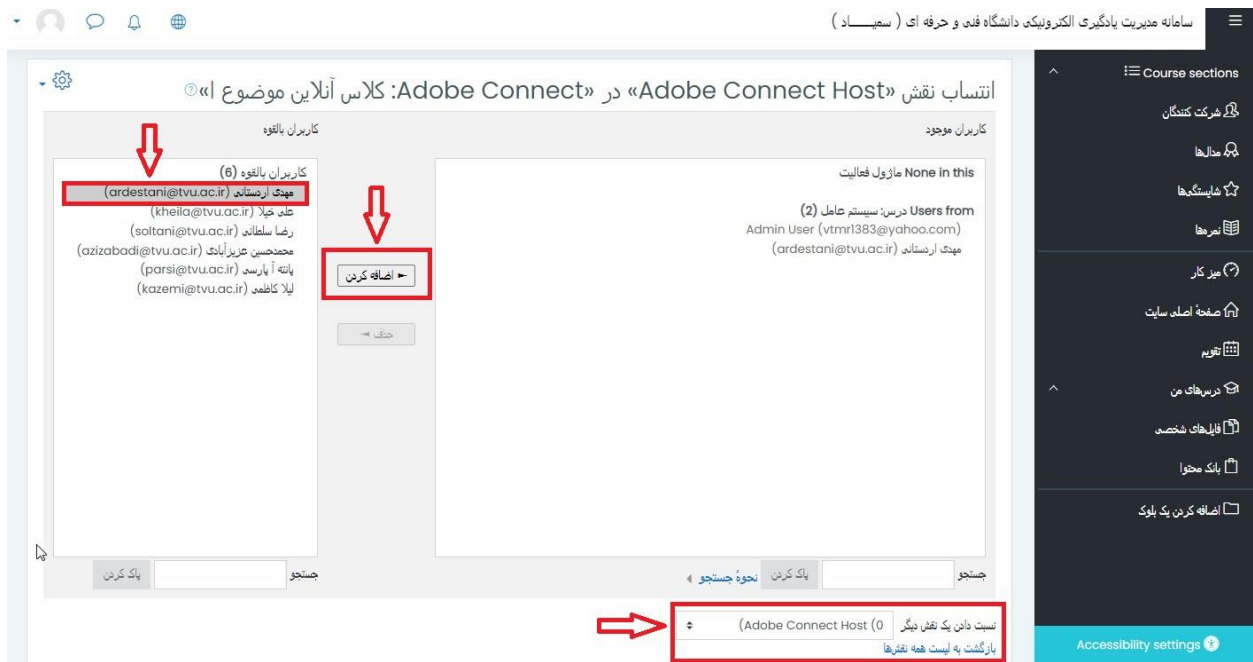 سامانه مدیریت یادگیری الکترونیکی دانشگاه فنی و حرفه ای ( سمیـــــاد )
Course sections
شرکت کنندگان
مدال‌ها
شایستگی‌ها
نمره‌ها
میز کار
صفحهٔ اصلی سایت
تقویم
درس‌های من
فایل‌های شخصی
بانک محتوا
اضافه کردن یک بلوک
Accessibility settings
انتساب نقش «Adobe Connect Host» در «Adobe Connect: کلاس آنلاین موضوع ۱»
کاربران موجود
None in this ماژول فعالیت
Users from درس: سیستم عامل (2)
Admin User (vtmr1383@yahoo.com)
مهدی اردستانی (ardestani@tvu.ac.ir)
جستجو
پاک کردن
نحوهٔ جستجو
اضافه کردن
حذف
کاربران بالقوه
کاربران بالقوه (6)
مهدی اردستانی (ardestani@tvu.ac.ir)
علی خیلا (kheila@tvu.ac.ir)
رضا سلطانی (soltani@tvu.ac.ir)
محمدحسین عزیزآبادی (azizabadi@tvu.ac.ir)
پانته آ پارسی (parsi@tvu.ac.ir)
لیلا کاظمی (kazemi@tvu.ac.ir)
جستجو
پاک کردن
نسبت دادن یک نقش دیگر Adobe Connect Host (0)
بازگشت به لیست همه نقش‌ها